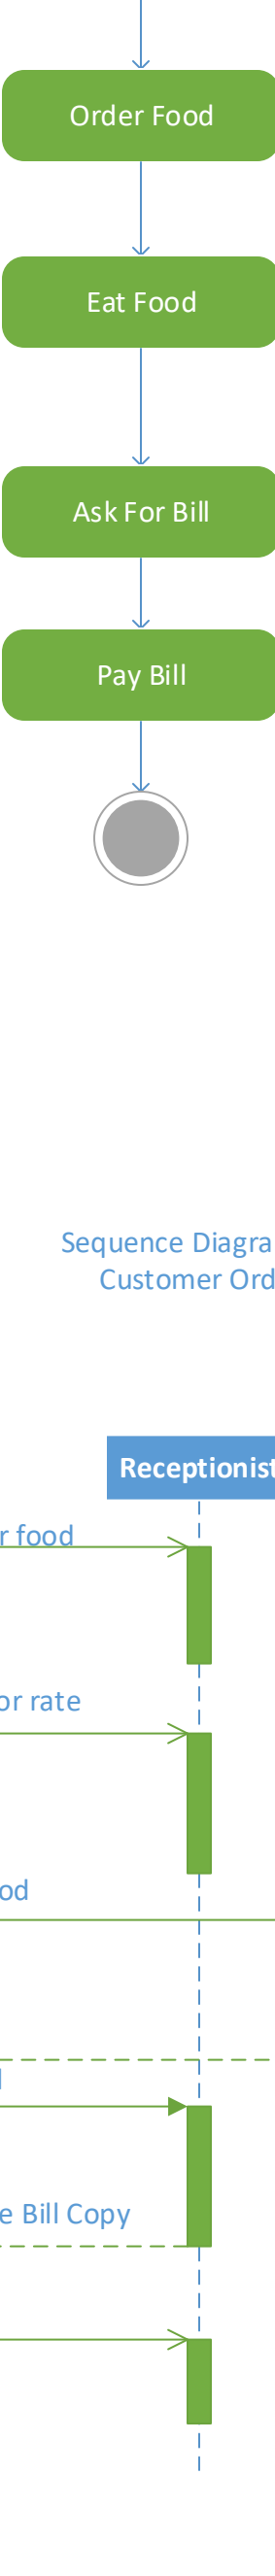 Order Food
Eat Food
Ask For Bill
Pay Bill
Sequence Diagra
Customer Ord
Receptionist
r food
or rate
od
e Bill Copy